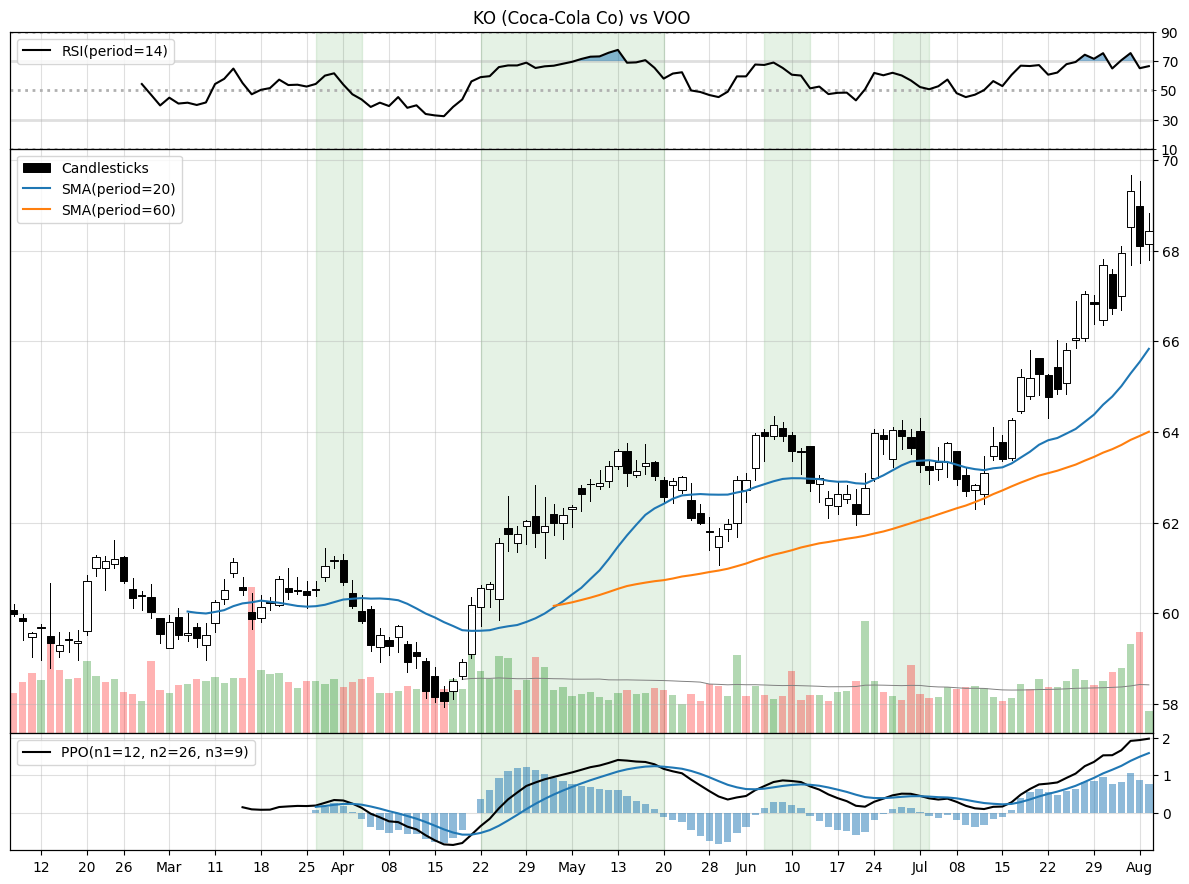 KO (Coca-Cola Co) vs VOO
RSI(period=14)
90
70
50
30
10
Candlesticks
SMA(period=20)
SMA(period=60)
70
68
66
64
62
60
58
PPO(n1=12, n2=26, n3=9)
2
1
0
12 20 26 Mar 11 18 25 Apr 08 15 22 29 May 13 20 28 Jun 10 17 24 Jul 08 15 22 29 Aug